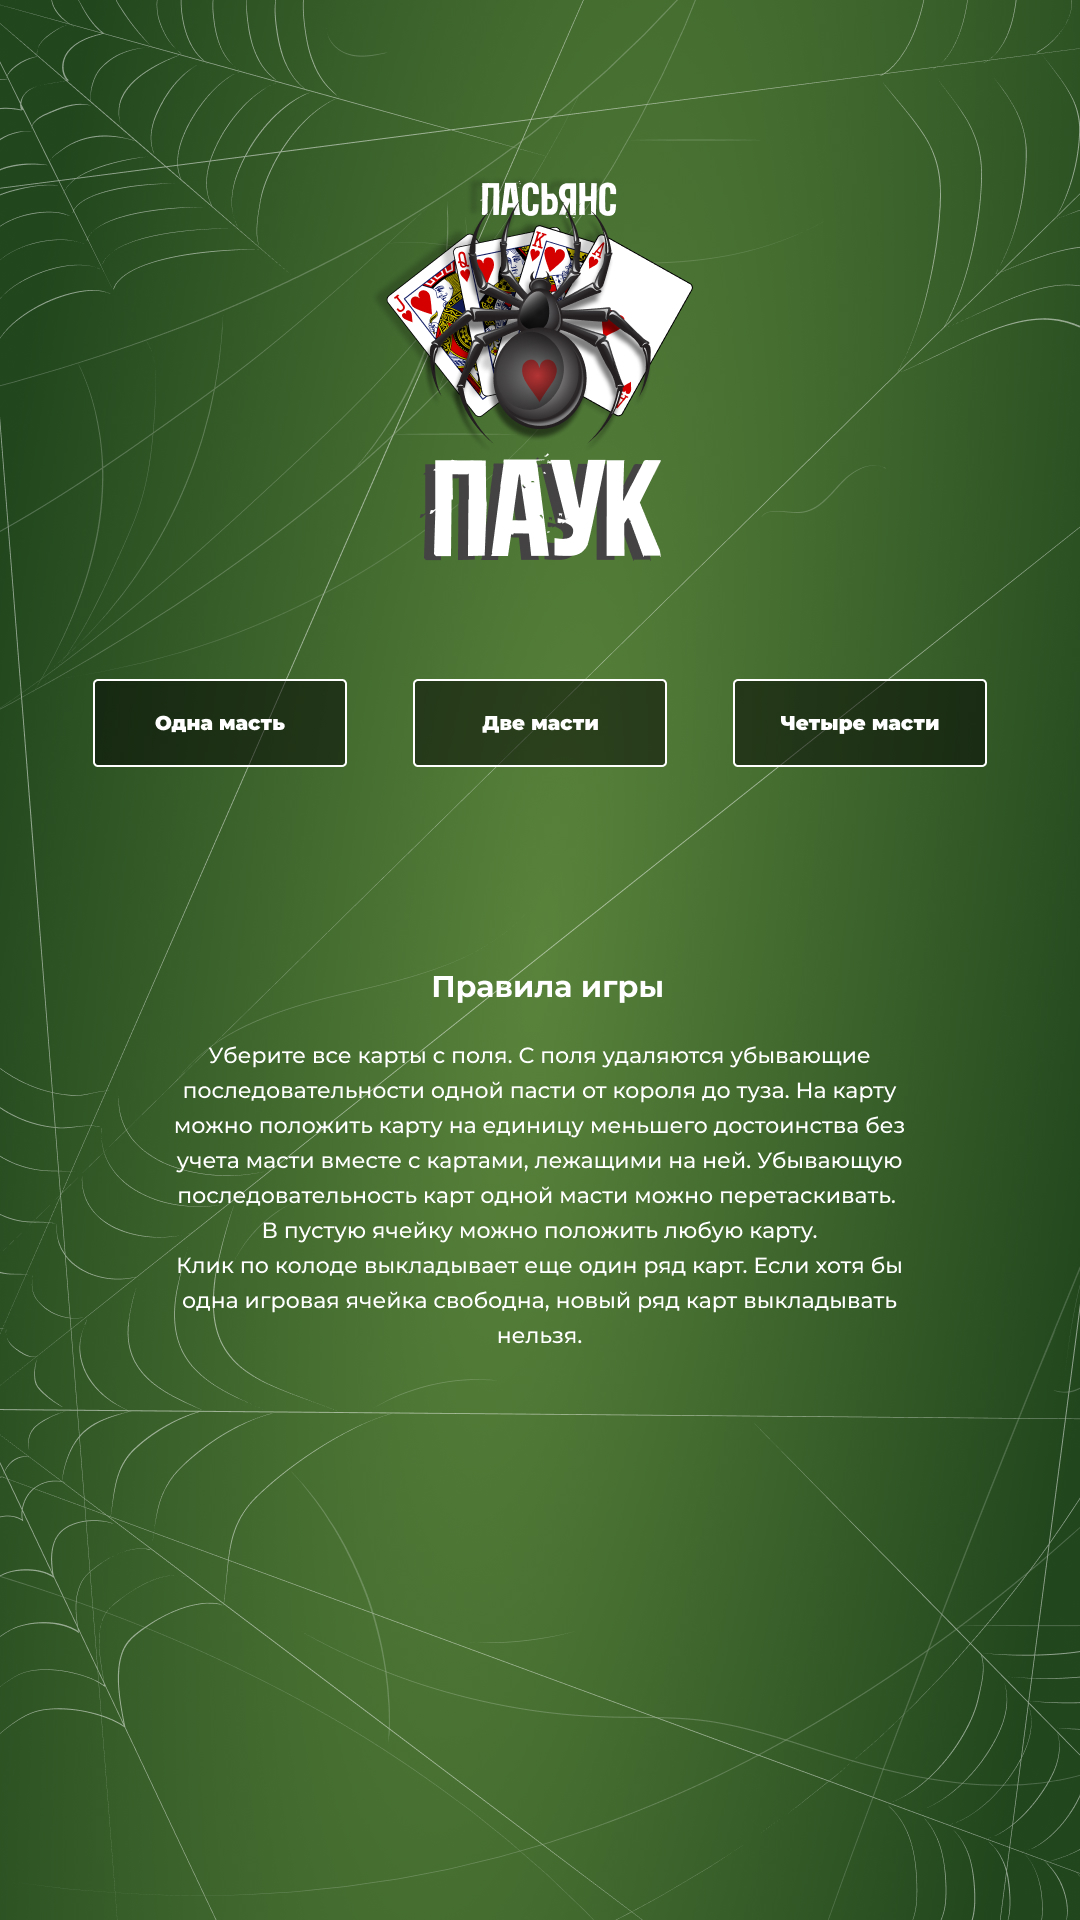 ПАСЬЯНС
J
Q
K
A
A
ПАУК
Одна масть
Две масти
Четыре масти
Правила игры
Уберите все карты с поля. С поля удаляются убывающие
последовательности одной пасти от короля до туза. На карту
можно положить карту на единицу меньшего достоинства без
учета масти вместе с картами, лежащими на ней. Убывающую
последовательность карт одной масти можно перетаскивать.
В пустую ячейку можно положить любую карту.
Клик по колоде выкладывает еще один ряд карт. Если хотя бы
одна игровая ячейка свободна, новый ряд карт выкладывать
нельзя.